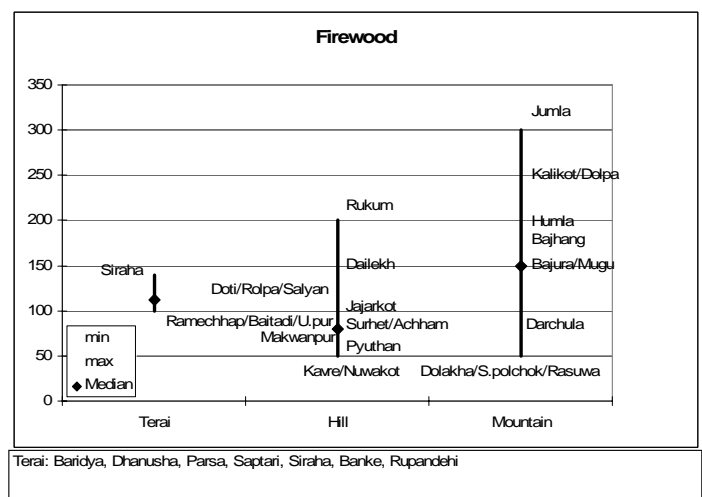 Firewood
350
300
250
200
150
100
50
0
Jumla
Kalikot/Dolpa
Rukum
Humla
Bajhang
Siraha
Dailekh
Bajura/Mugu
Doti/Rolpa/Salyan
Jajarkot
Ramechhap/Baitadi/U.pur
Surhet/Achham
Darchula
Makwanpur
Pyuthan
Kavre/Nuwakot
Dolakha/S.polchok/Rasuwa
min
max
Median
Terai
Hill
Mountain
Terai: Baridya, Dhanusha, Parsa, Saptari, Siraha, Banke, Rupandehi